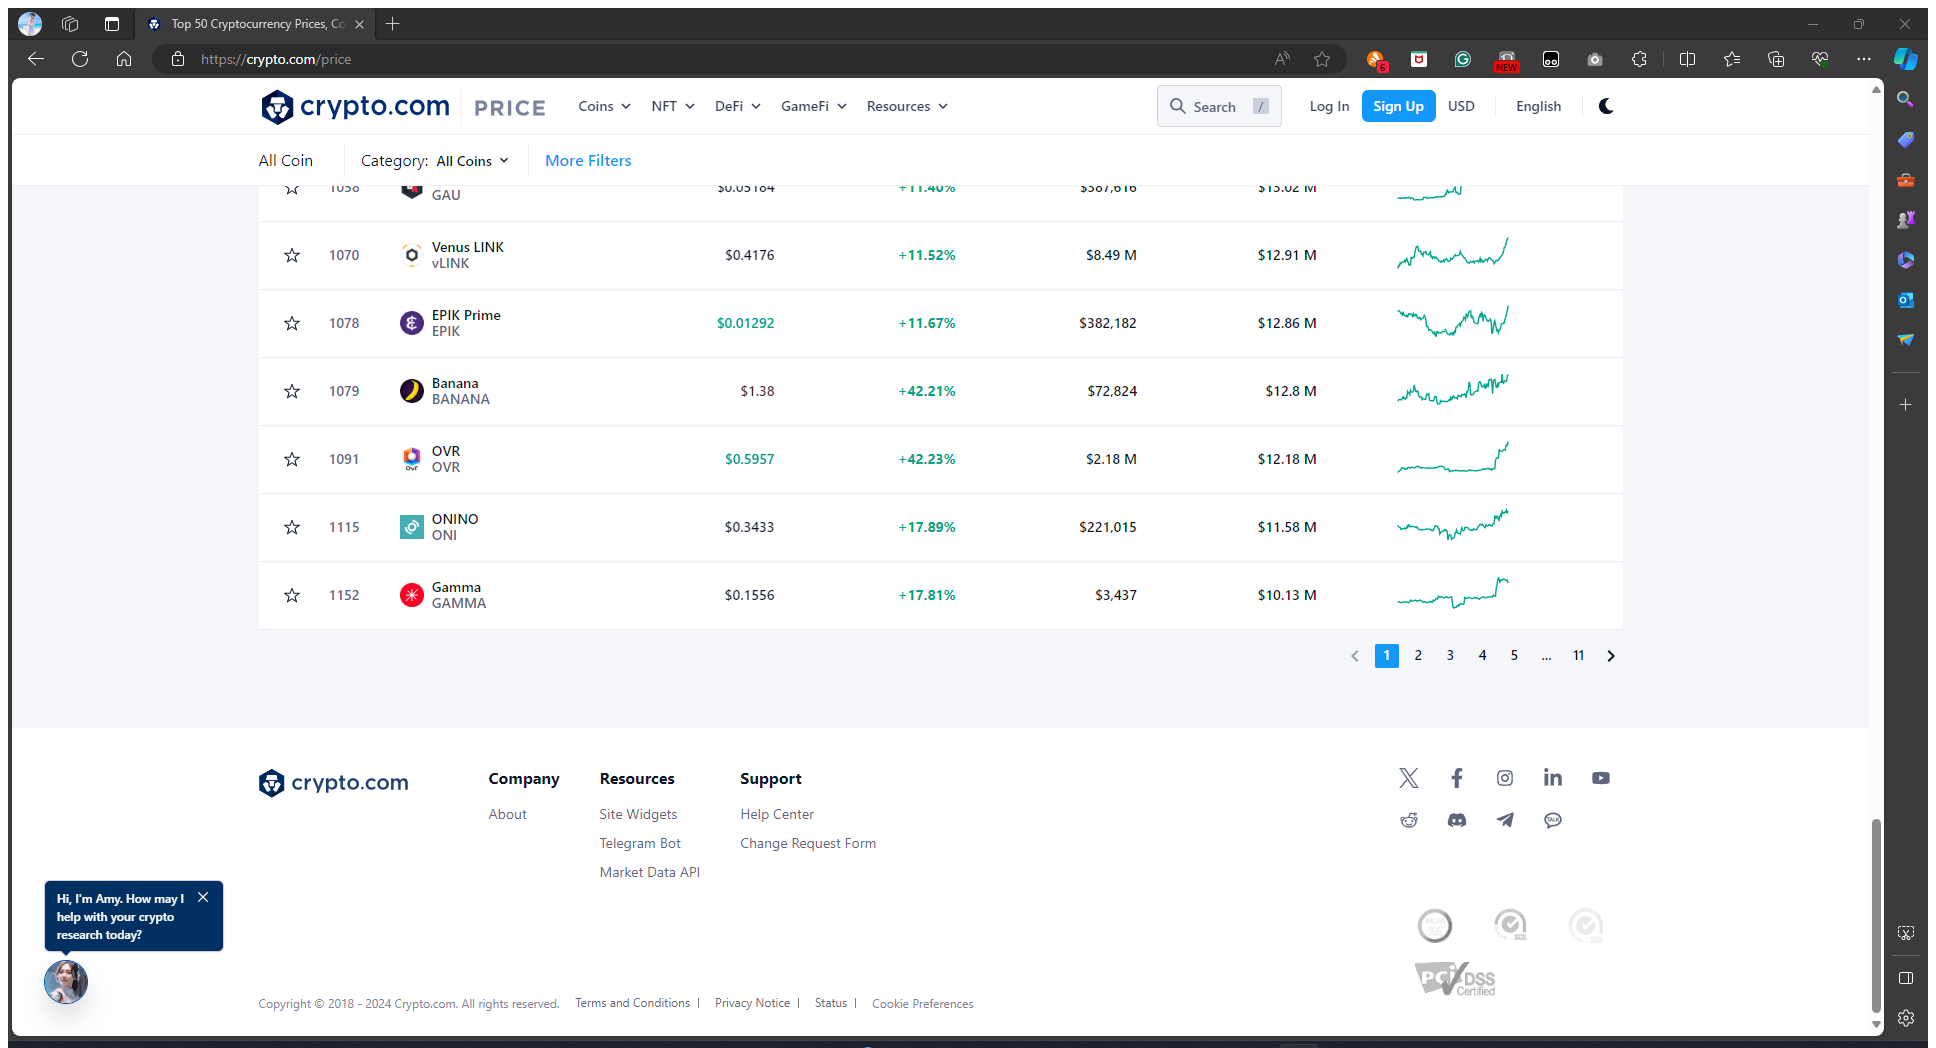 Top 50 Cryptocurrency Prices, Co
https://crypto.com/price
6
NEW
crypto.com PRICE Coins NFT DeFi GameFi Resources Search / Log In Sign Up USD English
All Coin Category: All Coins More Filters
1058 $0.05184 +11.40% $387,616 $13.02 M
GAU
Venus LINK
1070 $0.4176 +11.52% $8.49 M $12.91 M
vLINK
EPIK Prime
1078 $0.01292 +11.67% $382,182 $12.86 M
EPIK
Banana
1079 $1.38 +42.21% $72,824 $12.8 M
BANANA
OVR
1091 $0.5957 +42.23% $2.18 M $12.18 M
OVR
ONINO
1115 $0.3433 +17.89% $221,015 $11.58 M
ONI
Gamma
1152 $0.1556 +17.81% $3,437 $10.13 M
GAMMA
1 2 3 4 5 ... 11
crypto.com
Company
About
Resources
Site Widgets
Telegram Bot
Market Data API
Support
Help Center
Change Request Form
TALK
SGS
SGS
PCI DSS
Certified
Hi, I'm Amy. How may I
help with your crypto
research today?
Copyright © 2018 - 2024 Crypto.com. All rights reserved. Terms and Conditions | Privacy Notice | Status | Cookie Preferences